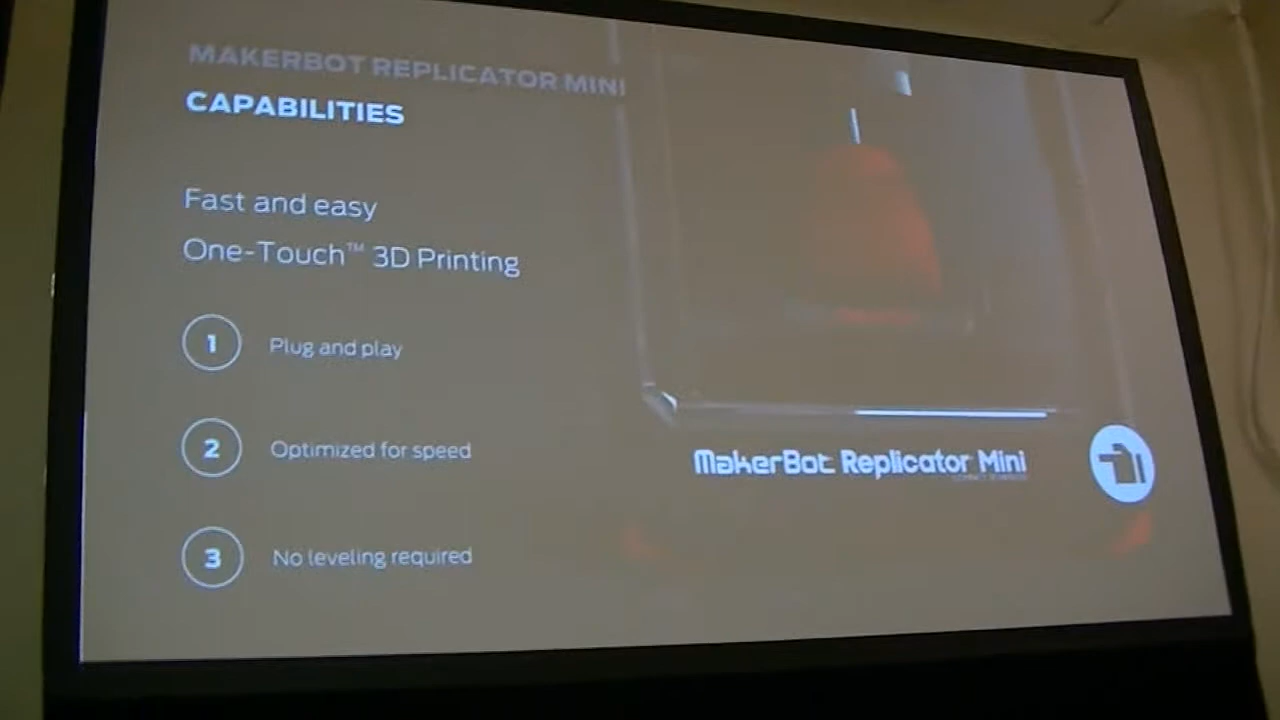 MAKERBOT REPLICATOR MINI
CAPABILITIES
Fast and easy
One-Touch™ 3D Printing
1 Plug and play
2 Optimized for speed
3 No leveling required
MakerBot Replicator Mini